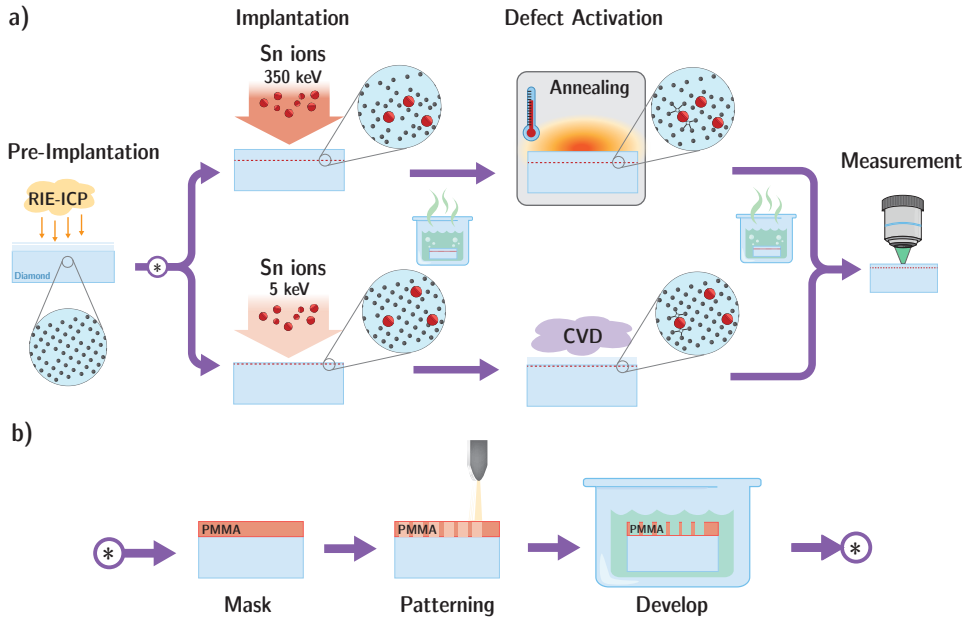 a)
Implantation
Defect Activation
Sn ions
350 keV
Annealing
Pre-Implantation
Measurement
RIE-ICP
Diamond
*
Sn ions
5 keV
CVD
b)
*
PMMA
PMMA
PMMA
*
Mask
Patterning
Develop